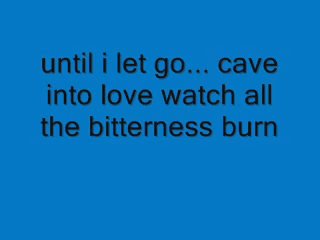 until i let go... cave
into love watch all
the bitterness burn